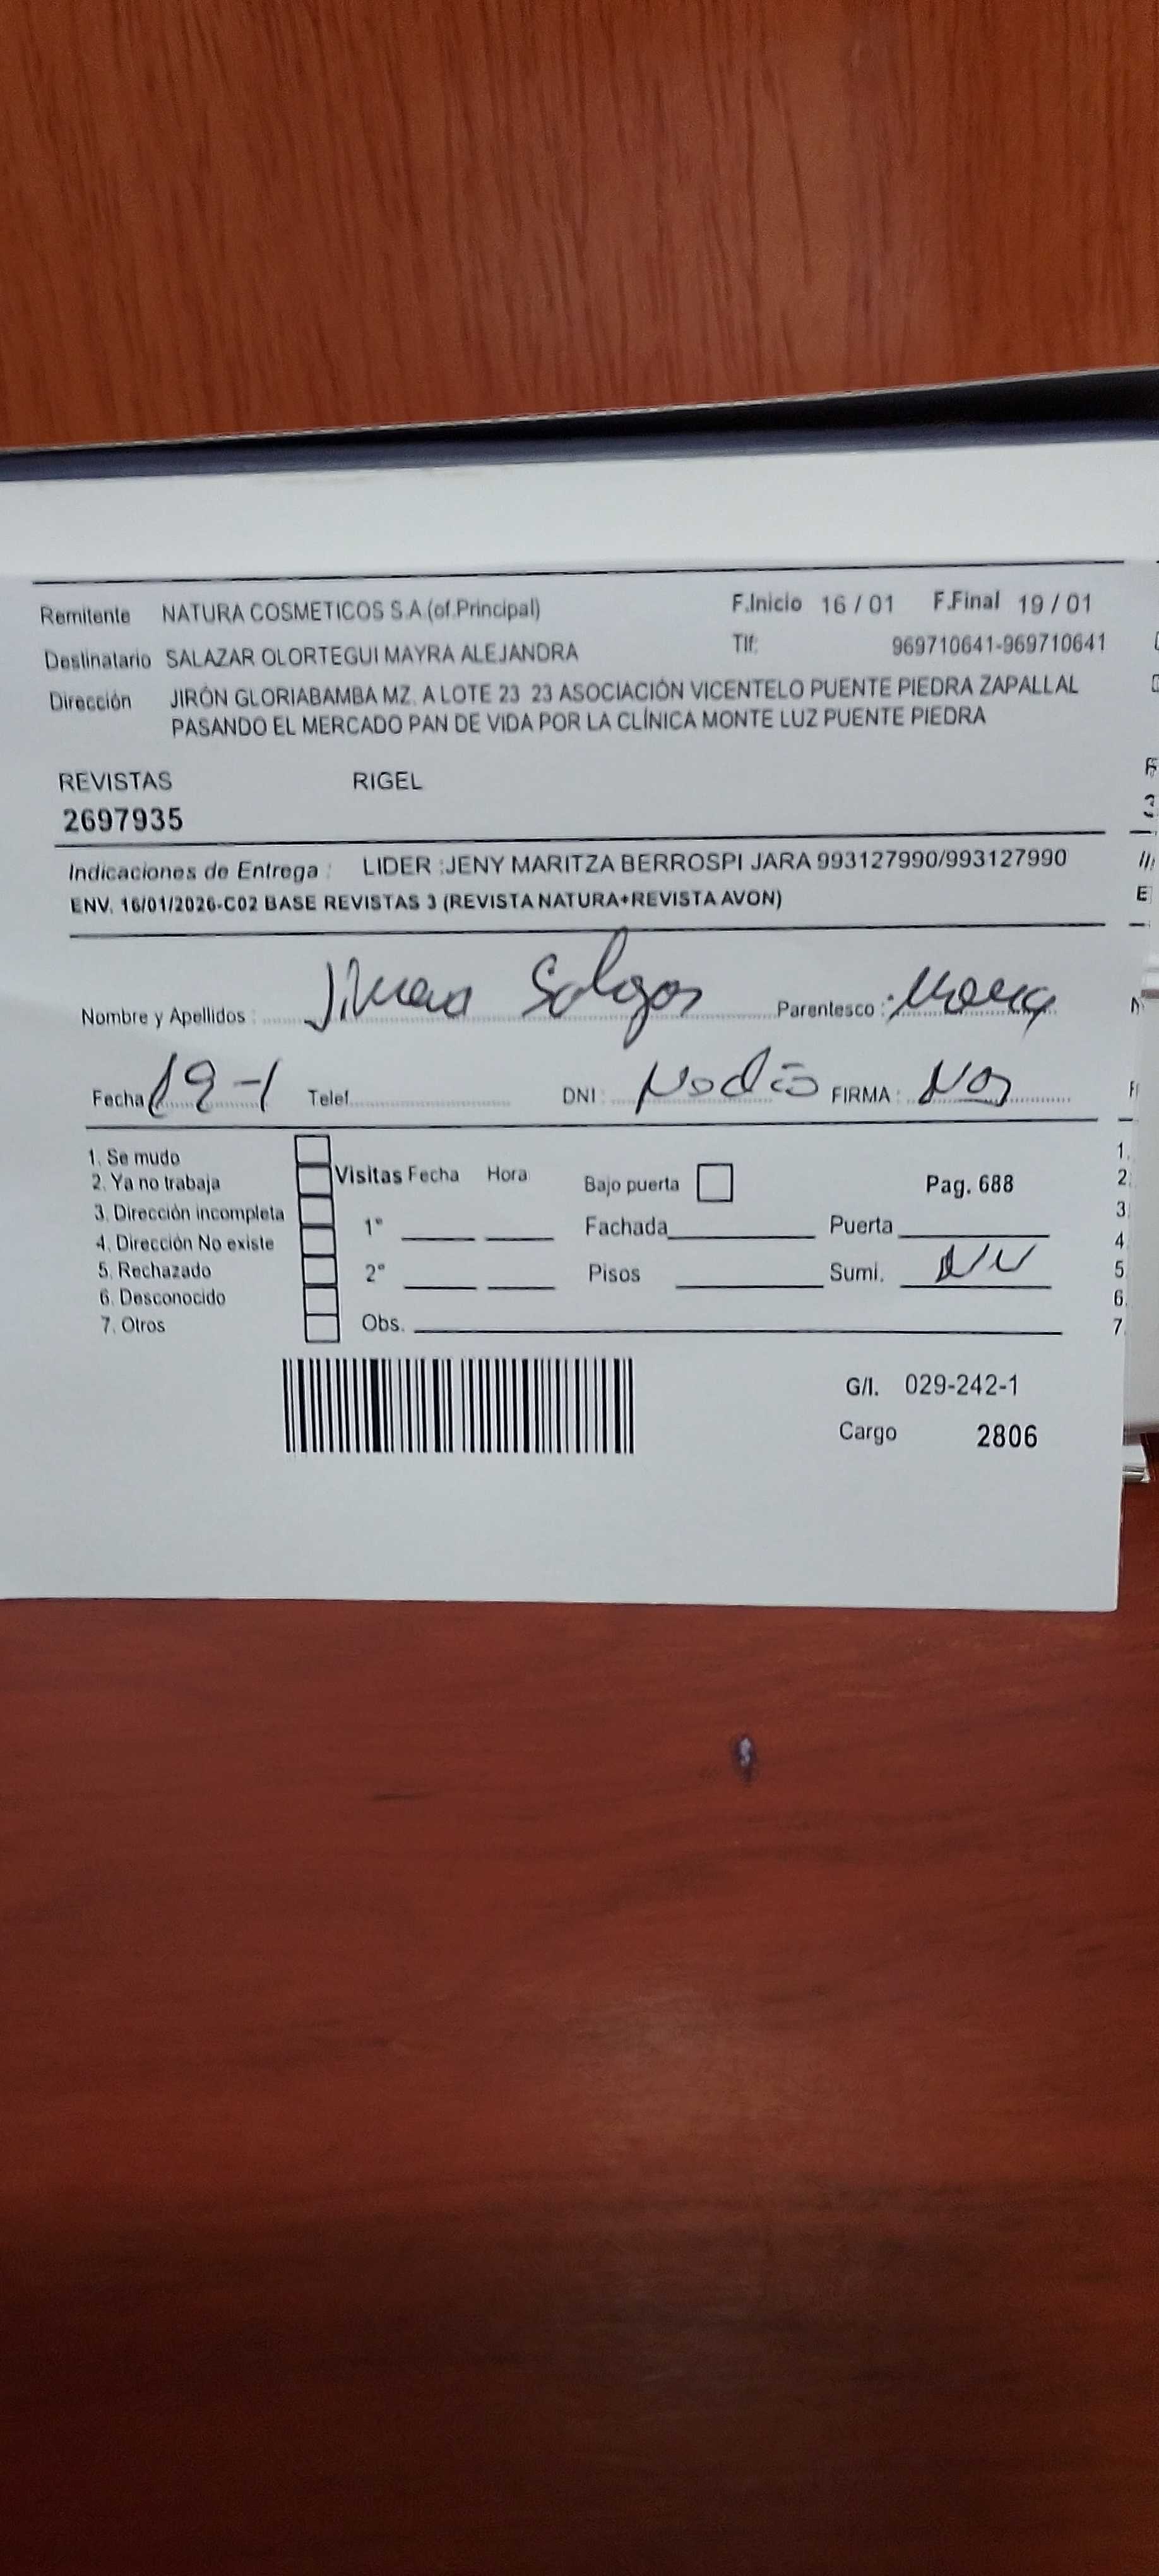 Remitente NATURA COSMETICOS S.A.(of.Principal) F.Inicio 16 / 01 F.Final 19 / 01
Destinatario SALAZAR OLORTEGUI MAYRA ALEJANDRA Tlf: 969710641-969710641
Dirección JIRÓN GLORIABAMBA MZ. A LOTE 23 23 ASOCIACIÓN VICENTELO PUENTE PIEDRA ZAPALLAL
PASANDO EL MERCADO PAN DE VIDA POR LA CLÍNICA MONTE LUZ PUENTE PIEDRA
REVISTAS RIGEL
2697935
Indicaciones de Entrega : LIDER :JENY MARITZA BERROSPI JARA 993127990/993127990
ENV. 16/01/2026-C02 BASE REVISTAS 3 (REVISTA NATURA+REVISTA AVON)
Nombre y Apellidos : Parentesco :
Fecha 19-1 Telef. DNI : No dio FIRMA :
1. Se mudo
2. Ya no trabaja
3. Dirección incompleta
4. Dirección No existe
5. Rechazado
6. Desconocido
7. Otros
Visitas Fecha Hora
1°
2°
Obs.
Bajo puerta Pag. 688
Fachada Puerta
Pisos Sumi.
G/I. 029-242-1
Cargo 2806